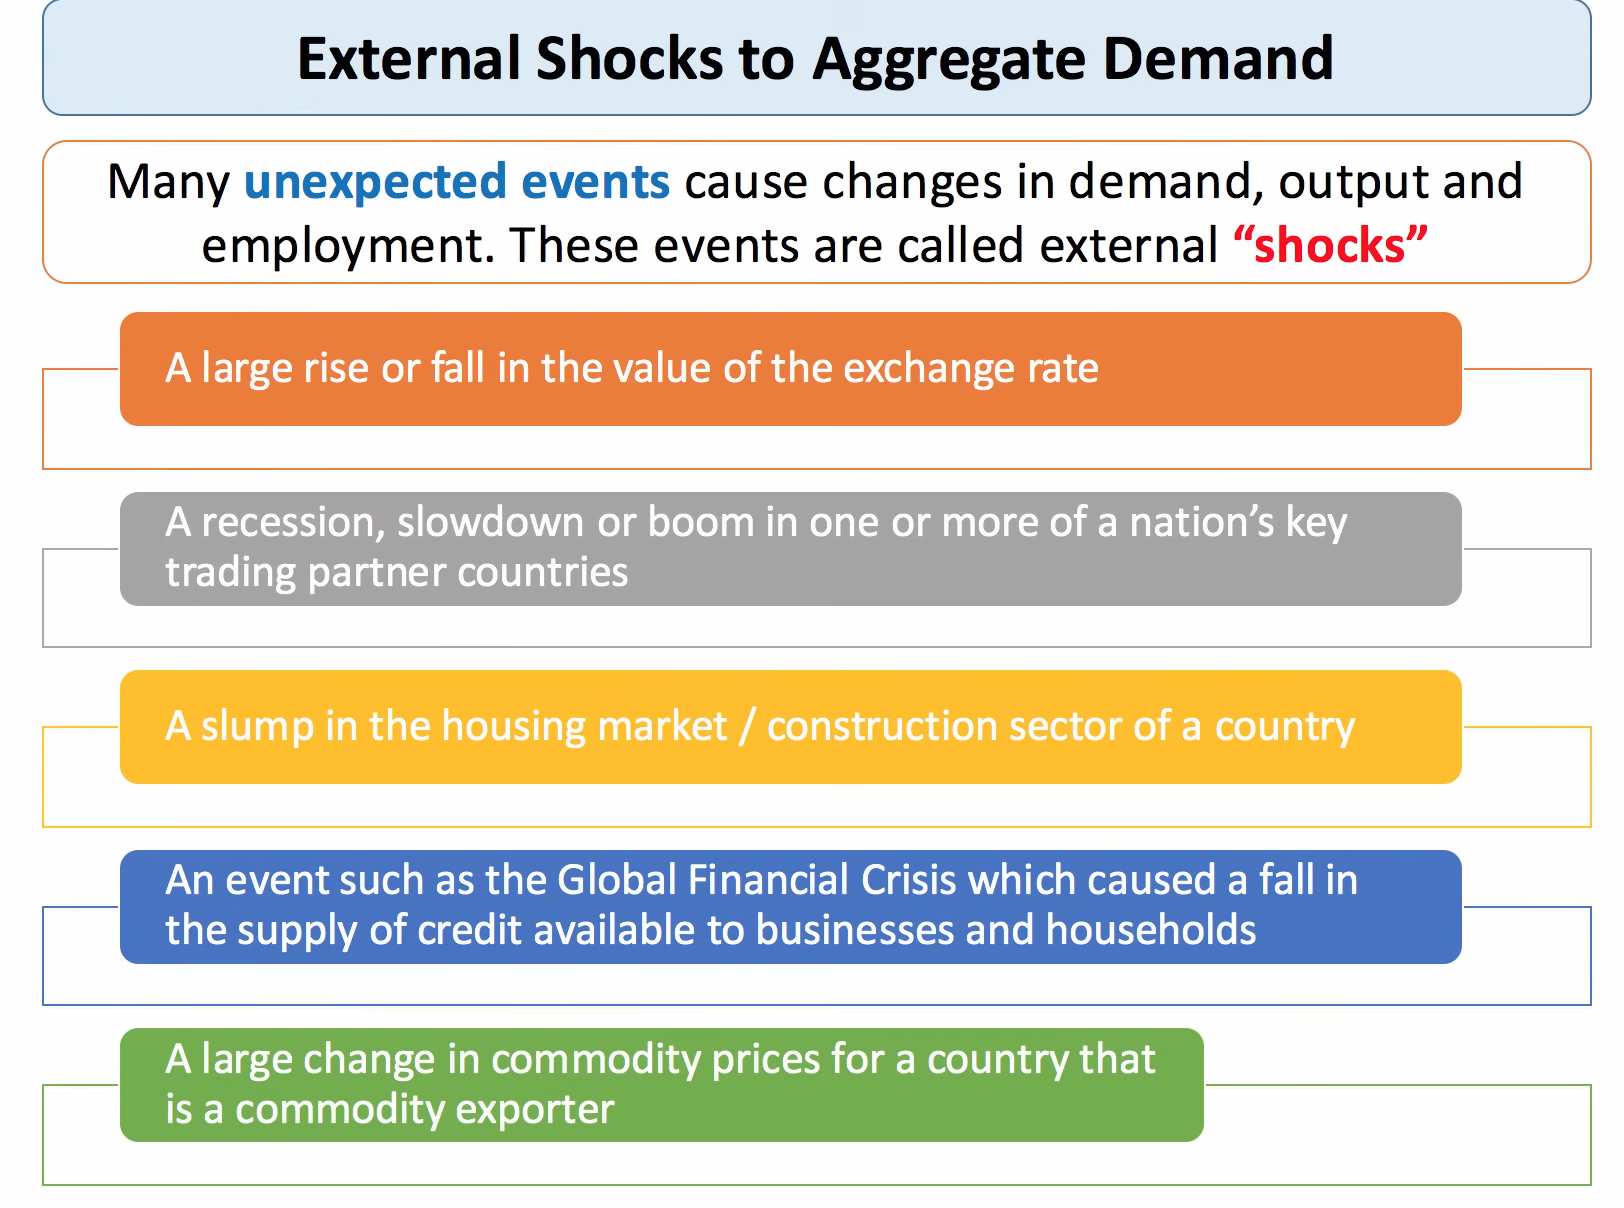 External Shocks to Aggregate Demand
Many unexpected events cause changes in demand, output and
employment. These events are called external “shocks”
A large rise or fall in the value of the exchange rate
A recession, slowdown or boom in one or more of a nation’s key
trading partner countries
A slump in the housing market / construction sector of a country
An event such as the Global Financial Crisis which caused a fall in
the supply of credit available to businesses and households
A large change in commodity prices for a country that
is a commodity exporter